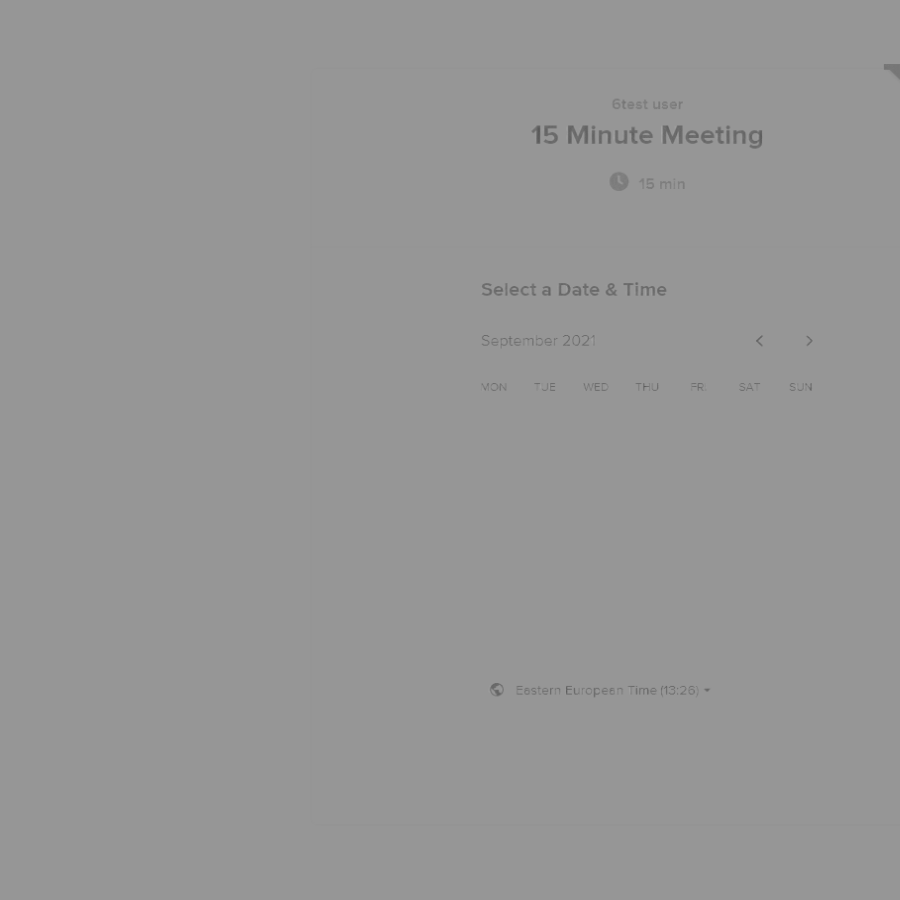 6test user
15 Minute Meeting
15 min
Select a Date & Time
September 2021
MON TUE WED THU FRI SAT SUN
Eastern European Time (13:26)